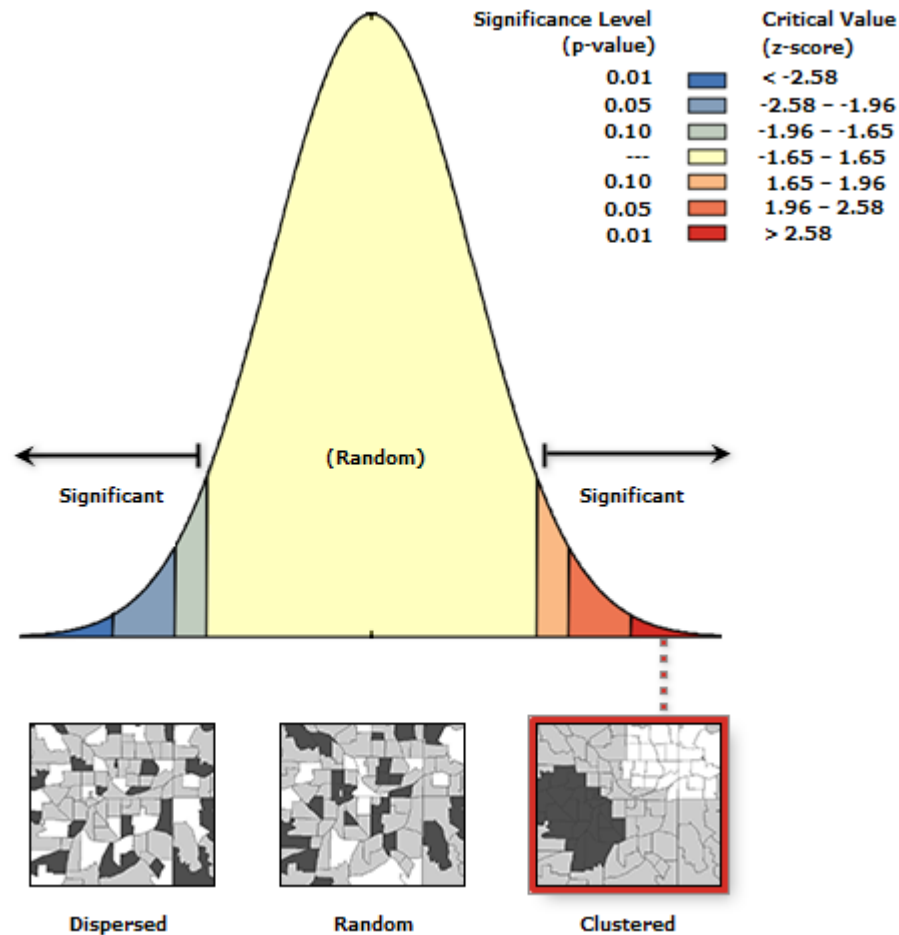 Significance Level Critical Value
(p-value) (z-score)
0.01 < -2.58
0.05 -2.58 – -1.96
0.10 -1.96 – -1.65
--- -1.65 – 1.65
0.10 1.65 – 1.96
0.05 1.96 – 2.58
0.01 > 2.58
(Random)
Significant Significant
Dispersed Random Clustered